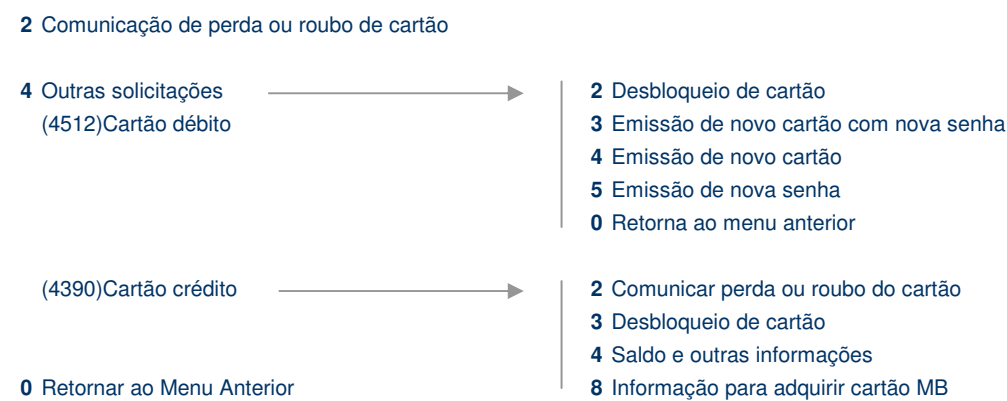 2 Comunicação de perda ou roubo de cartão
4 Outras solicitações
(4512)Cartão débito
2 Desbloqueio de cartão
3 Emissão de novo cartão com nova senha
4 Emissão de novo cartão
5 Emissão de nova senha
0 Retorna ao menu anterior
(4390)Cartão crédito
2 Comunicar perda ou roubo do cartão
3 Desbloqueio de cartão
4 Saldo e outras informações
8 Informação para adquirir cartão MB
0 Retornar ao Menu Anterior